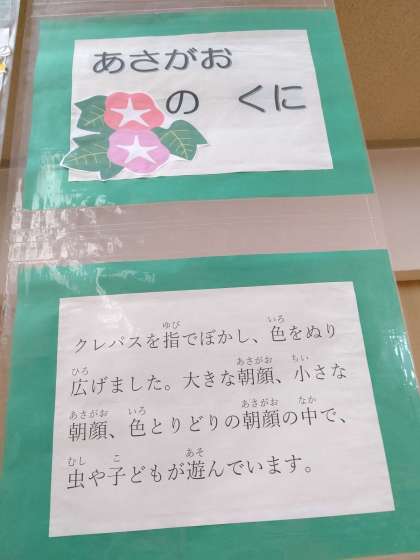 あさがお
の くに
クレパスを指でぼかし、色をぬり
広げました。大きな朝顔、小さな
朝顔、色とりどりの朝顔の中で、
虫や子どもが遊んでいます。